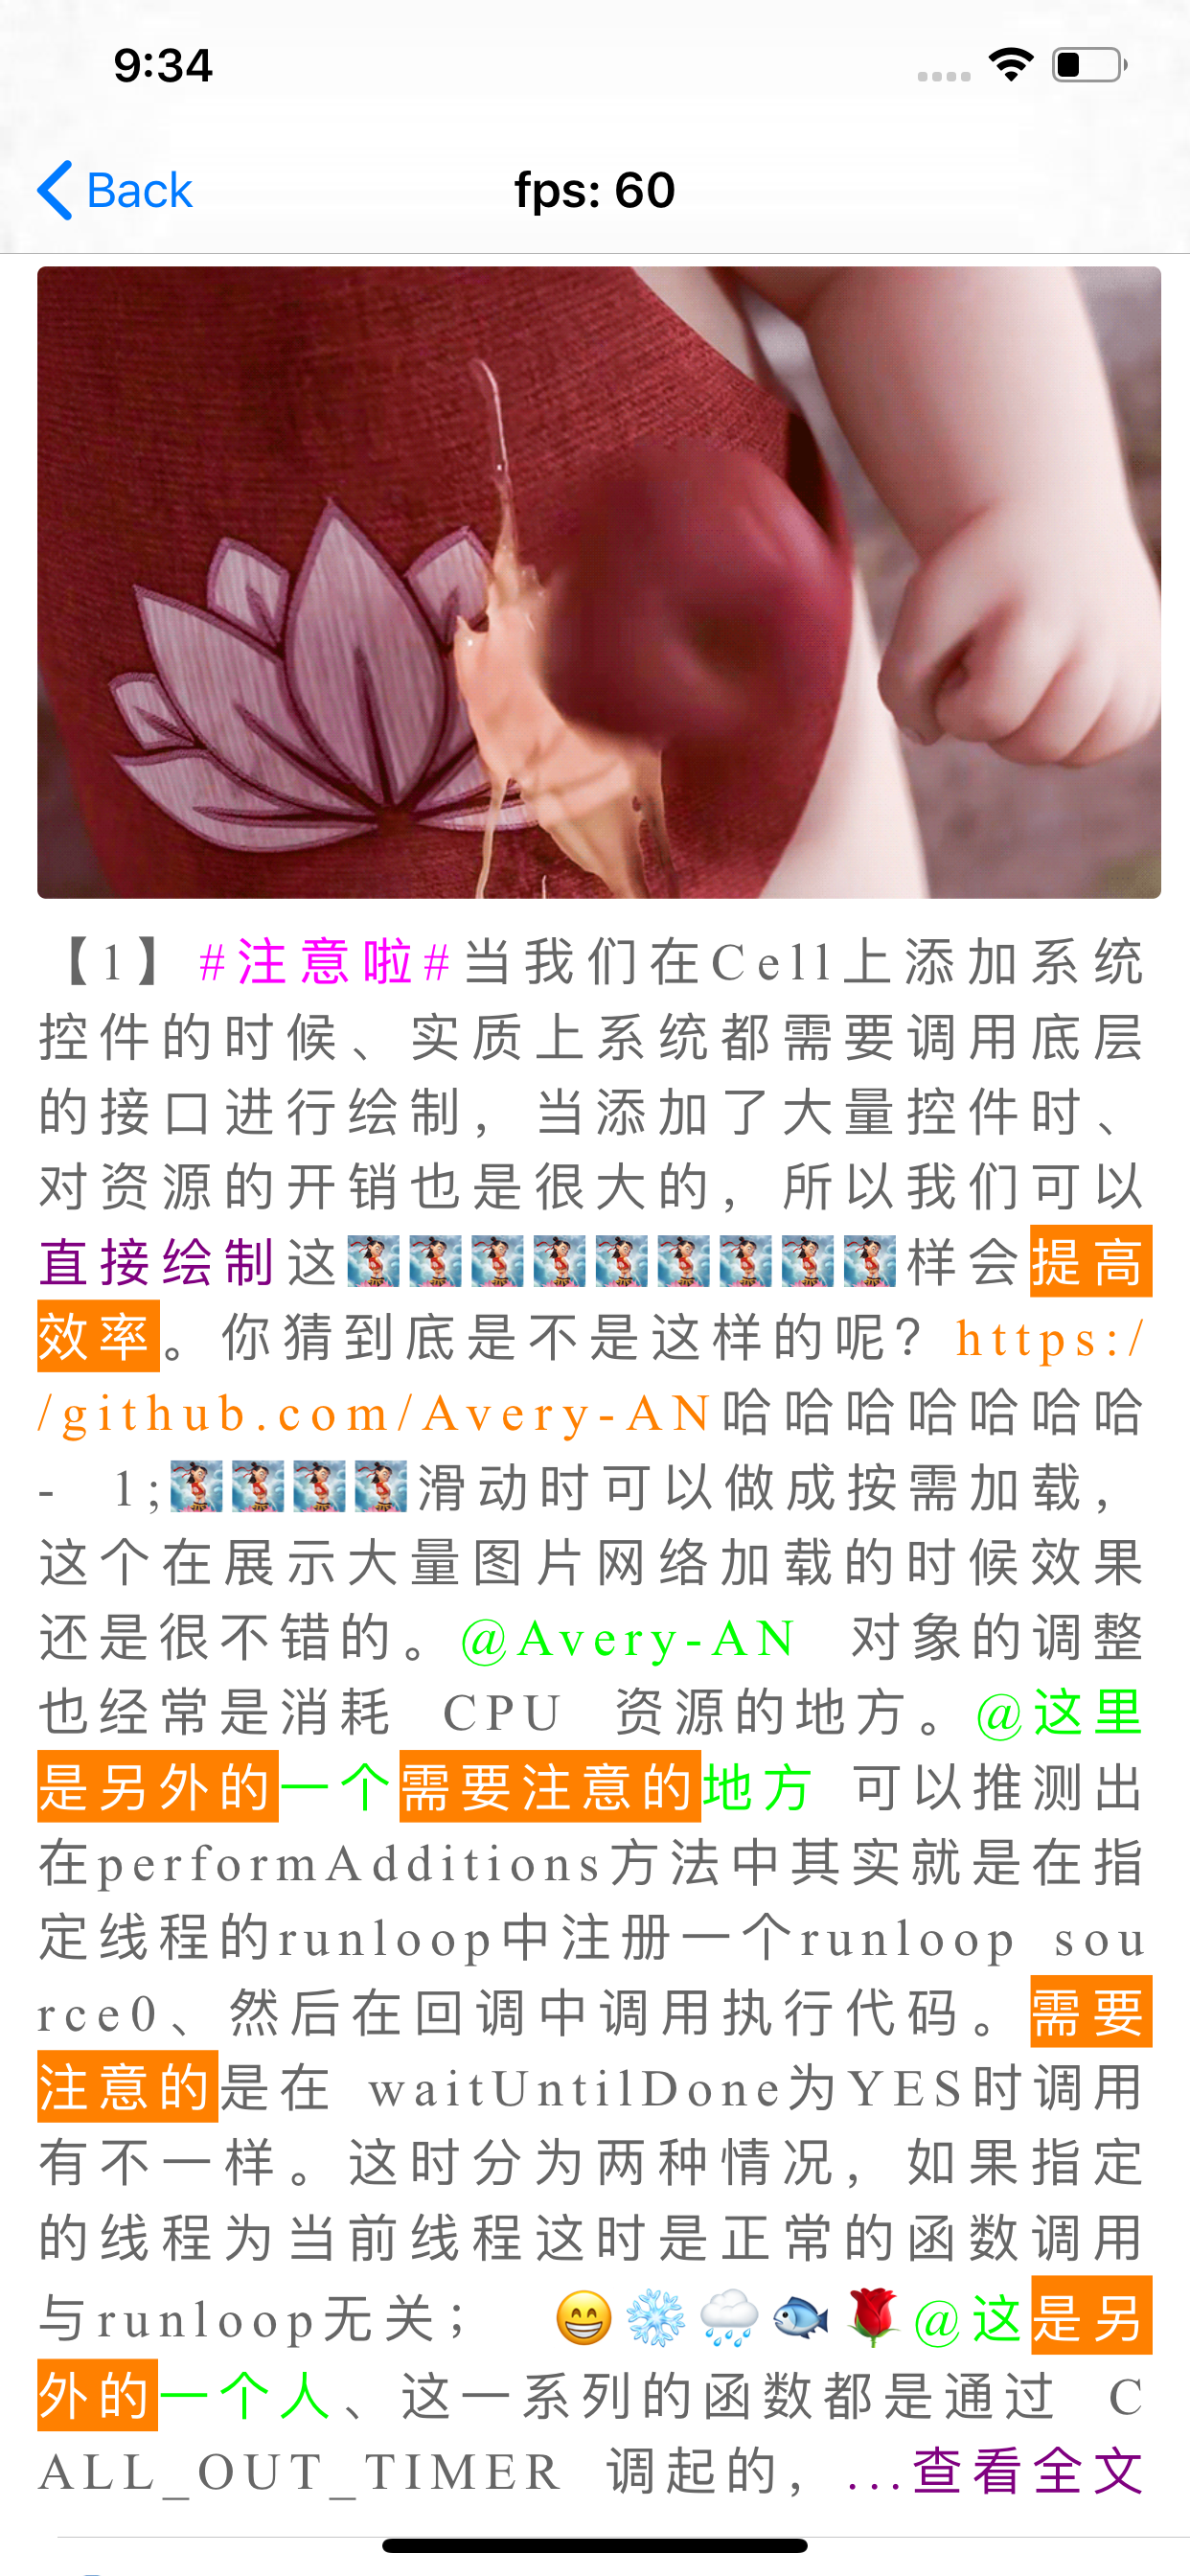 9:34
Back
fps: 60
【1】#注意啦#当我们在Cell上添加系统
控件的时候、实质上系统都需要调用底层
的接口进行绘制，当添加了大量控件时、
对资源的开销也是很大的，所以我们可以
直接绘制这样会提高
效率。你猜到底是不是这样的呢？https:/
/github.com/Avery-AN哈哈哈哈哈哈哈
- 1;滑动时可以做成按需加载，
这个在展示大量图片网络加载的时候效果
还是很不错的。@Avery-AN 对象的调整
也经常是消耗 CPU 资源的地方。@这里
是另外的一个需要注意的地方 可以推测出
在performAdditions方法中其实就是在指
定线程的runloop中注册一个runloop sou
rce0、然后在回调中调用执行代码。需要
注意的是在 waitUntilDone为YES时调用
有不一样。这时分为两种情况，如果指定
的线程为当前线程这时是正常的函数调用
与runloop无关； 😁❄️🌧️🐟🌹@这是另
外的一个人、这一系列的函数都是通过 C
ALL_OUT_TIMER 调起的，...查看全文